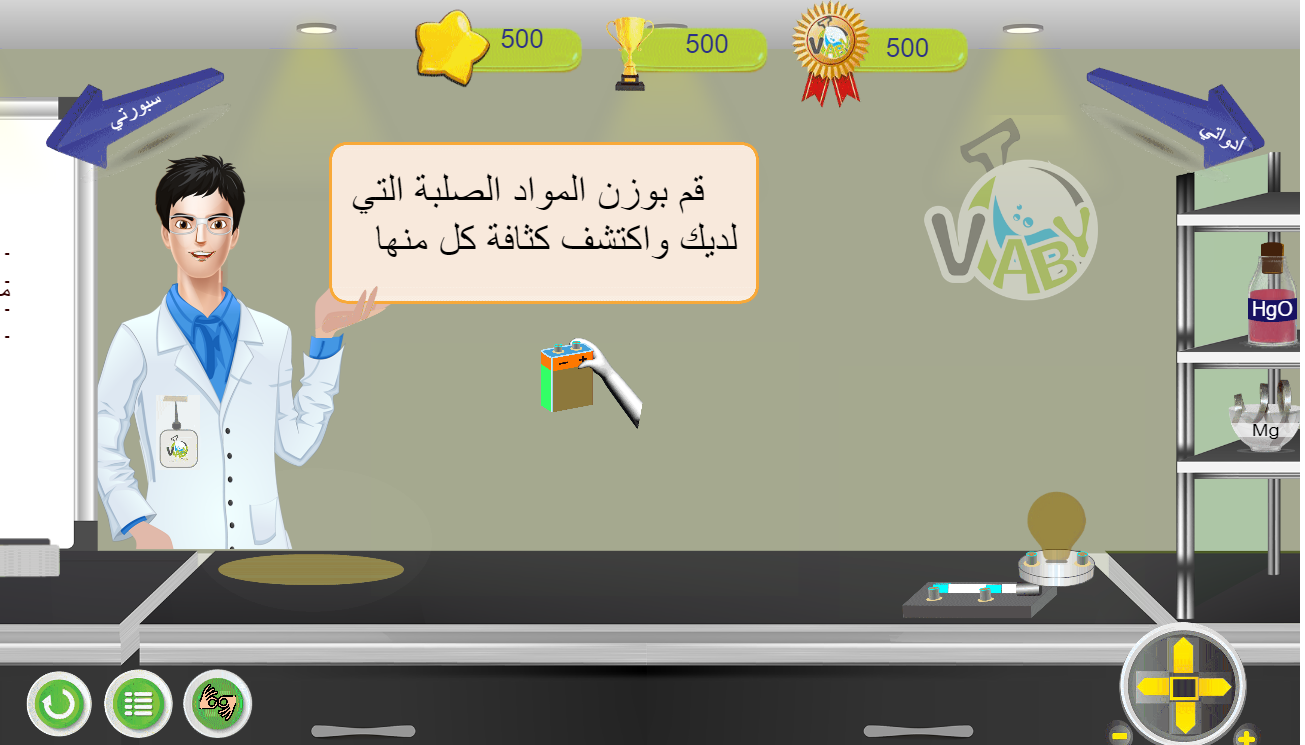 500
500
500
سبورتي
أدواتي
VLABY
قم بوزن المواد الصلبة التي
لديك واكتشف كثافة كل منها
HgO
Mg
- +